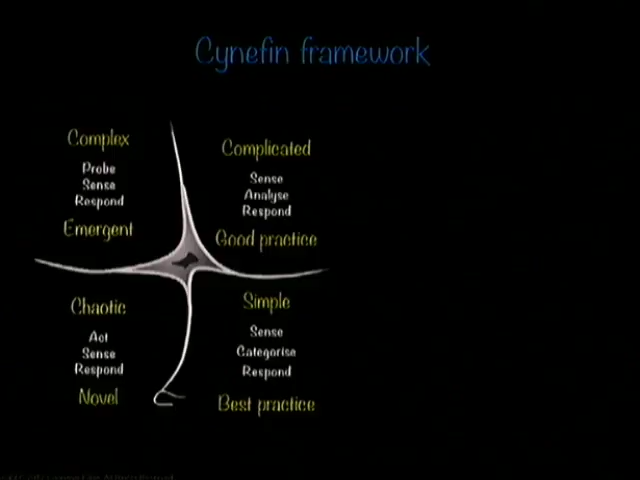 Cynefin framework
Complex
Probe
Sense
Respond
Emergent
Complicated
Sense
Analyse
Respond
Good practice
Chaotic
Act
Sense
Respond
Novel
Simple
Sense
Categorise
Respond
Best practice